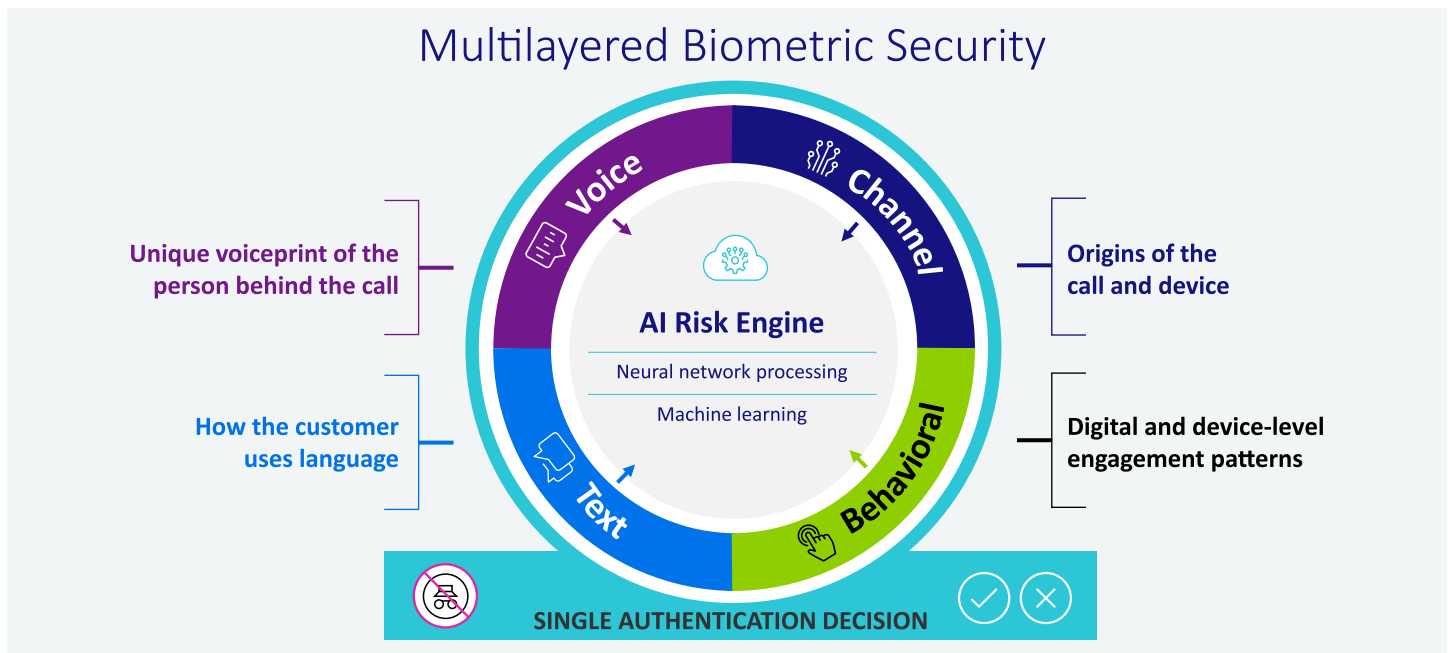 Multilayered Biometric Security
Voice
Channel
Unique voiceprint of the
person behind the call
Origins of the
call and device
AI Risk Engine
Neural network processing
Machine learning
How the customer
uses language
Digital and device-level
engagement patterns
Text
Behavioral
SINGLE AUTHENTICATION DECISION